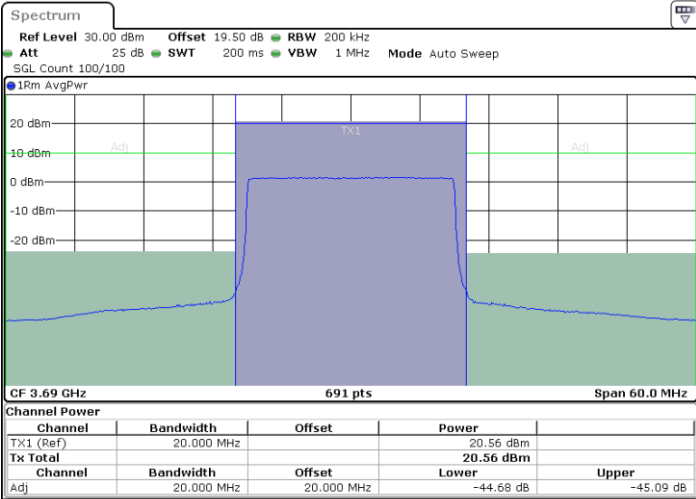 Spectrum
Ref Level 30.00 dBm Offset 19.50 dB RBW 200 kHz
Att 25 dB SWT 200 ms VBW 1 MHz Mode Auto Sweep
SGL Count 100/100
1Rm AvgPwr
20 dBm
TX1
10 dBm
Adj
Adj
0 dBm
-10 dBm
-20 dBm
CF 3.69 GHz 691 pts Span 60.0 MHz
Channel Power
Channel Bandwidth Offset Power
TX1 (Ref) 20.000 MHz 20.56 dBm
Tx Total 20.56 dBm
Channel Bandwidth Offset Lower Upper
Adj 20.000 MHz 20.000 MHz -44.68 dB -45.09 dB